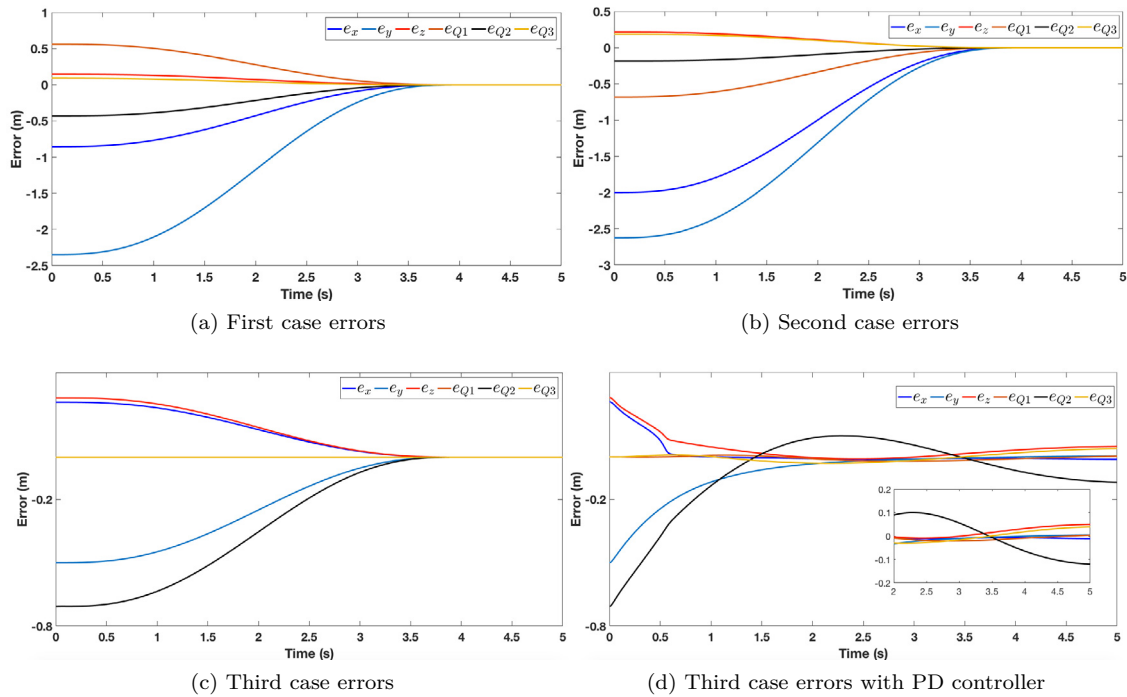 1
0.5
0
-0.5
-1
-1.5
-2
-2.5
Error (m)
e_x e_y e_z e_Q1 e_Q2 e_Q3
0 0.5 1 1.5 2 2.5 3 3.5 4 4.5 5
Time (s)
(a) First case errors
0.5
0
-0.5
-1
-1.5
-2
-2.5
-3
Error (m)
e_x e_y e_z e_Q1 e_Q2 e_Q3
0 0.5 1 1.5 2 2.5 3 3.5 4 4.5 5
Time (s)
(b) Second case errors
-0.2
-0.8
Error (m)
e_x e_y e_z e_Q1 e_Q2 e_Q3
0 0.5 1 1.5 2 2.5 3 3.5 4 4.5 5
Time (s)
(c) Third case errors
-0.2
-0.8
Error (m)
e_x e_y e_z e_Q1 e_Q2 e_Q3
0.2
0.1
0
-0.1
-0.2
2 2.5 3 3.5 4 4.5 5
0 0.5 1 1.5 2 2.5 3 3.5 4 4.5 5
Time (s)
(d) Third case errors with PD controller